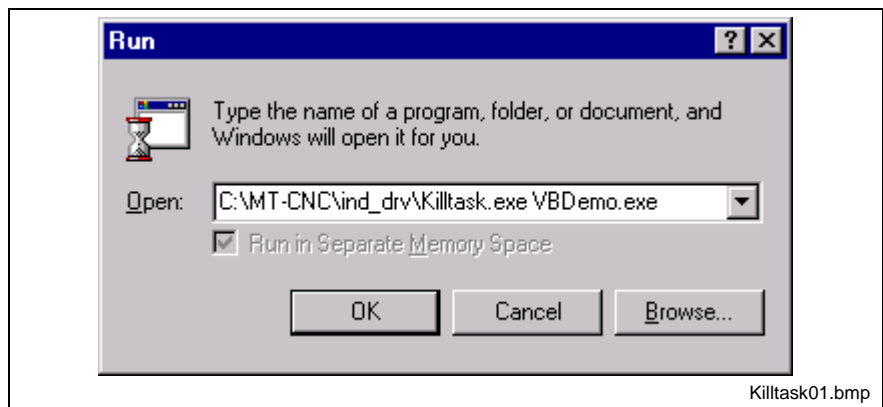 Run
Type the name of a program, folder, or document, and
Windows will open it for you.
Open:
C:\MT-CNC\ind_drv\Killtask.exe VBDemo.exe
Run in Separate Memory Space
OK
Cancel
Browse...
Killtask01.bmp